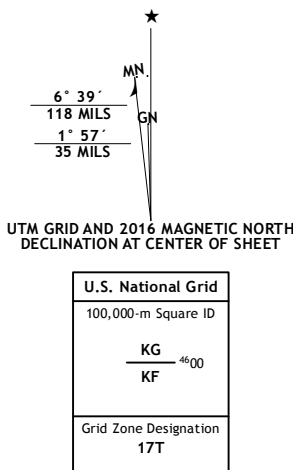 ★
MN.
GN
6° 39´
118 MILS
1° 57´
35 MILS
UTM GRID AND 2016 MAGNETIC NORTH
DECLINATION AT CENTER OF SHEET
U.S. National Grid
100,000-m Square ID
KG
4600
KF
Grid Zone Designation
17T